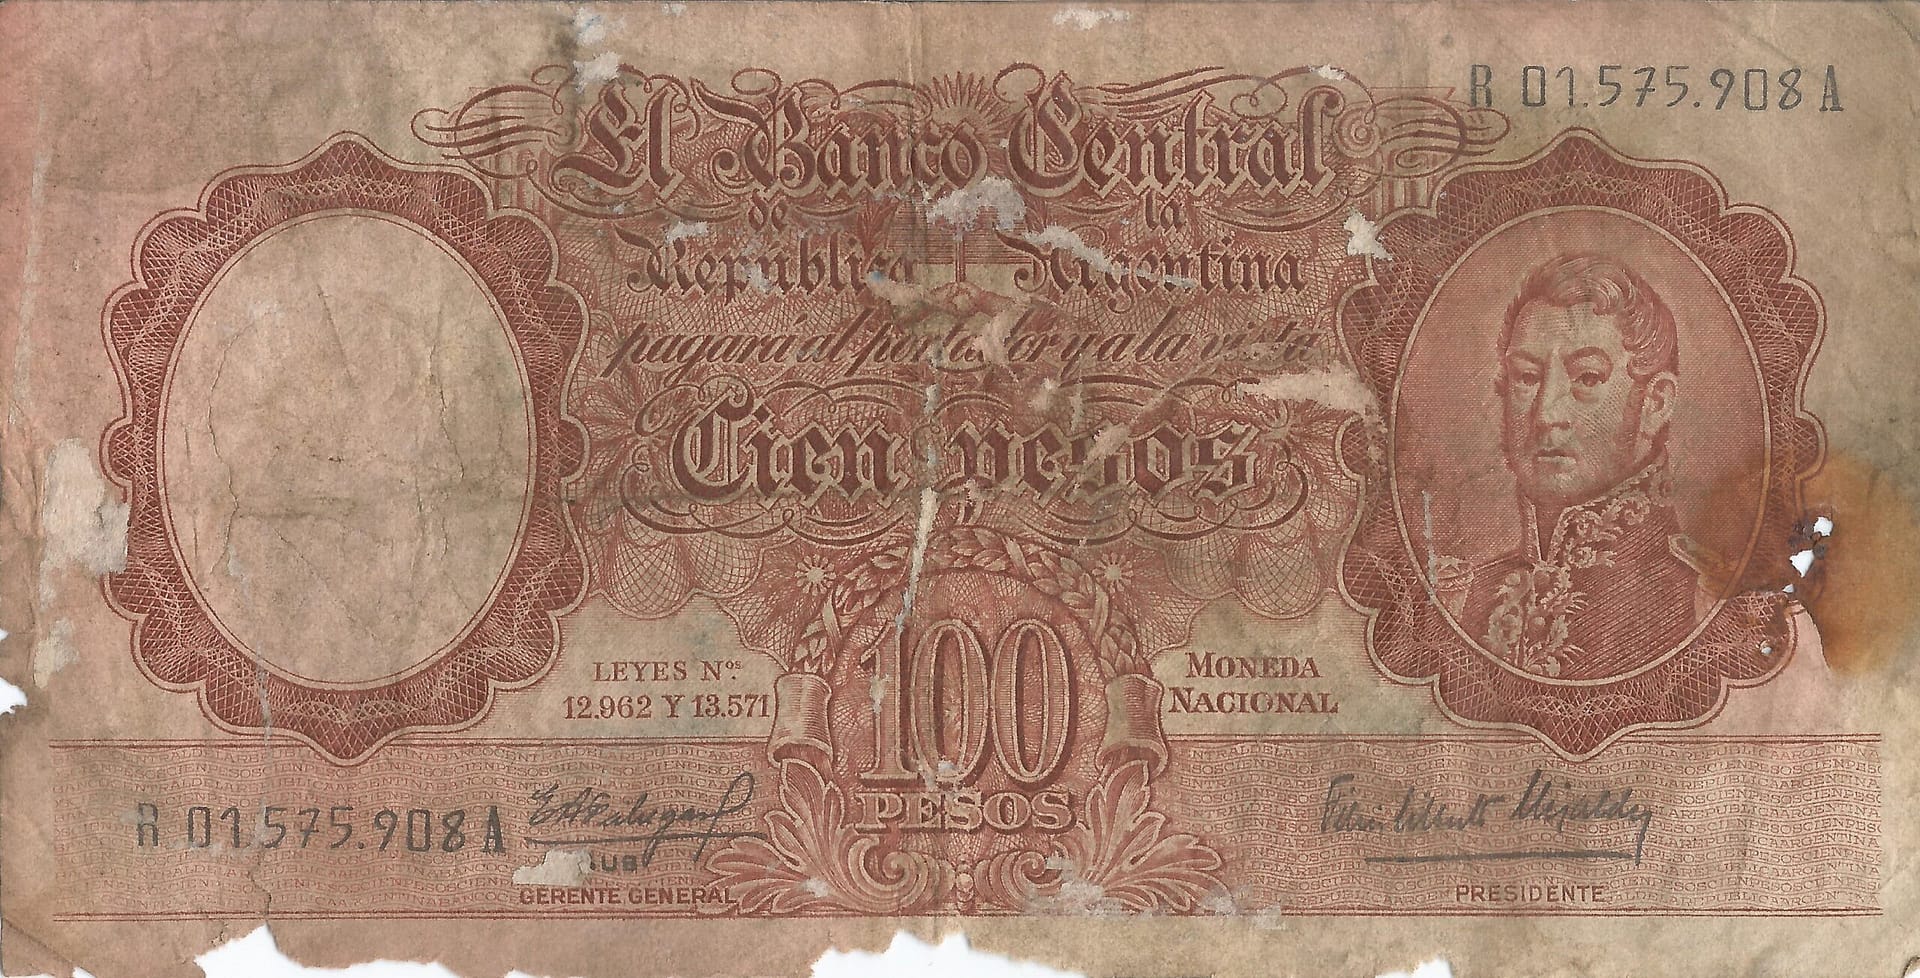 R 01.575.908 A
El Banco Central
de la
República Argentina
pagará al portador y a la vista
Cien pesos
LEYES Nos.
12.962 Y 13.571
MONEDA
NACIONAL
100
PESOS
R 01.575.908 A
GERENTE GENERAL
PRESIDENTE